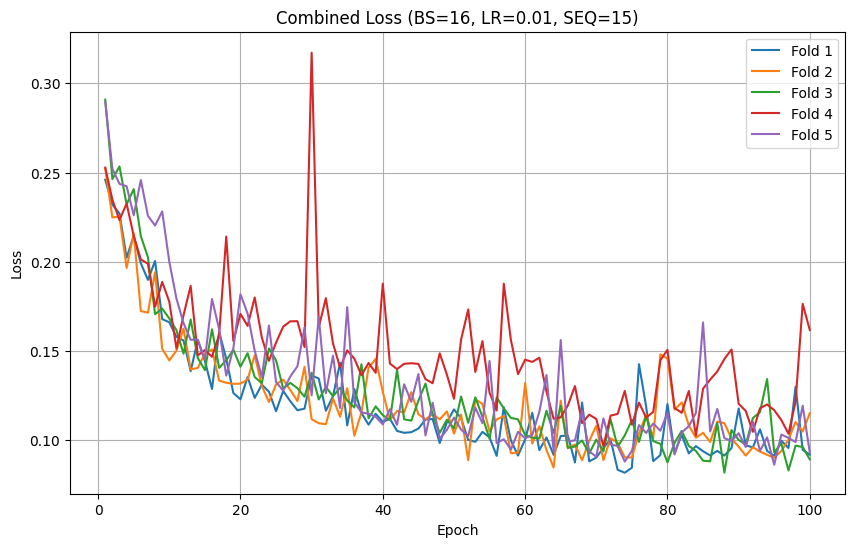 Combined Loss (BS=16, LR=0.01, SEQ=15)
Fold 1
Fold 2
Fold 3
Fold 4
Fold 5
Loss
0.30
0.25
0.20
0.15
0.10
0
20
40
60
80
100
Epoch